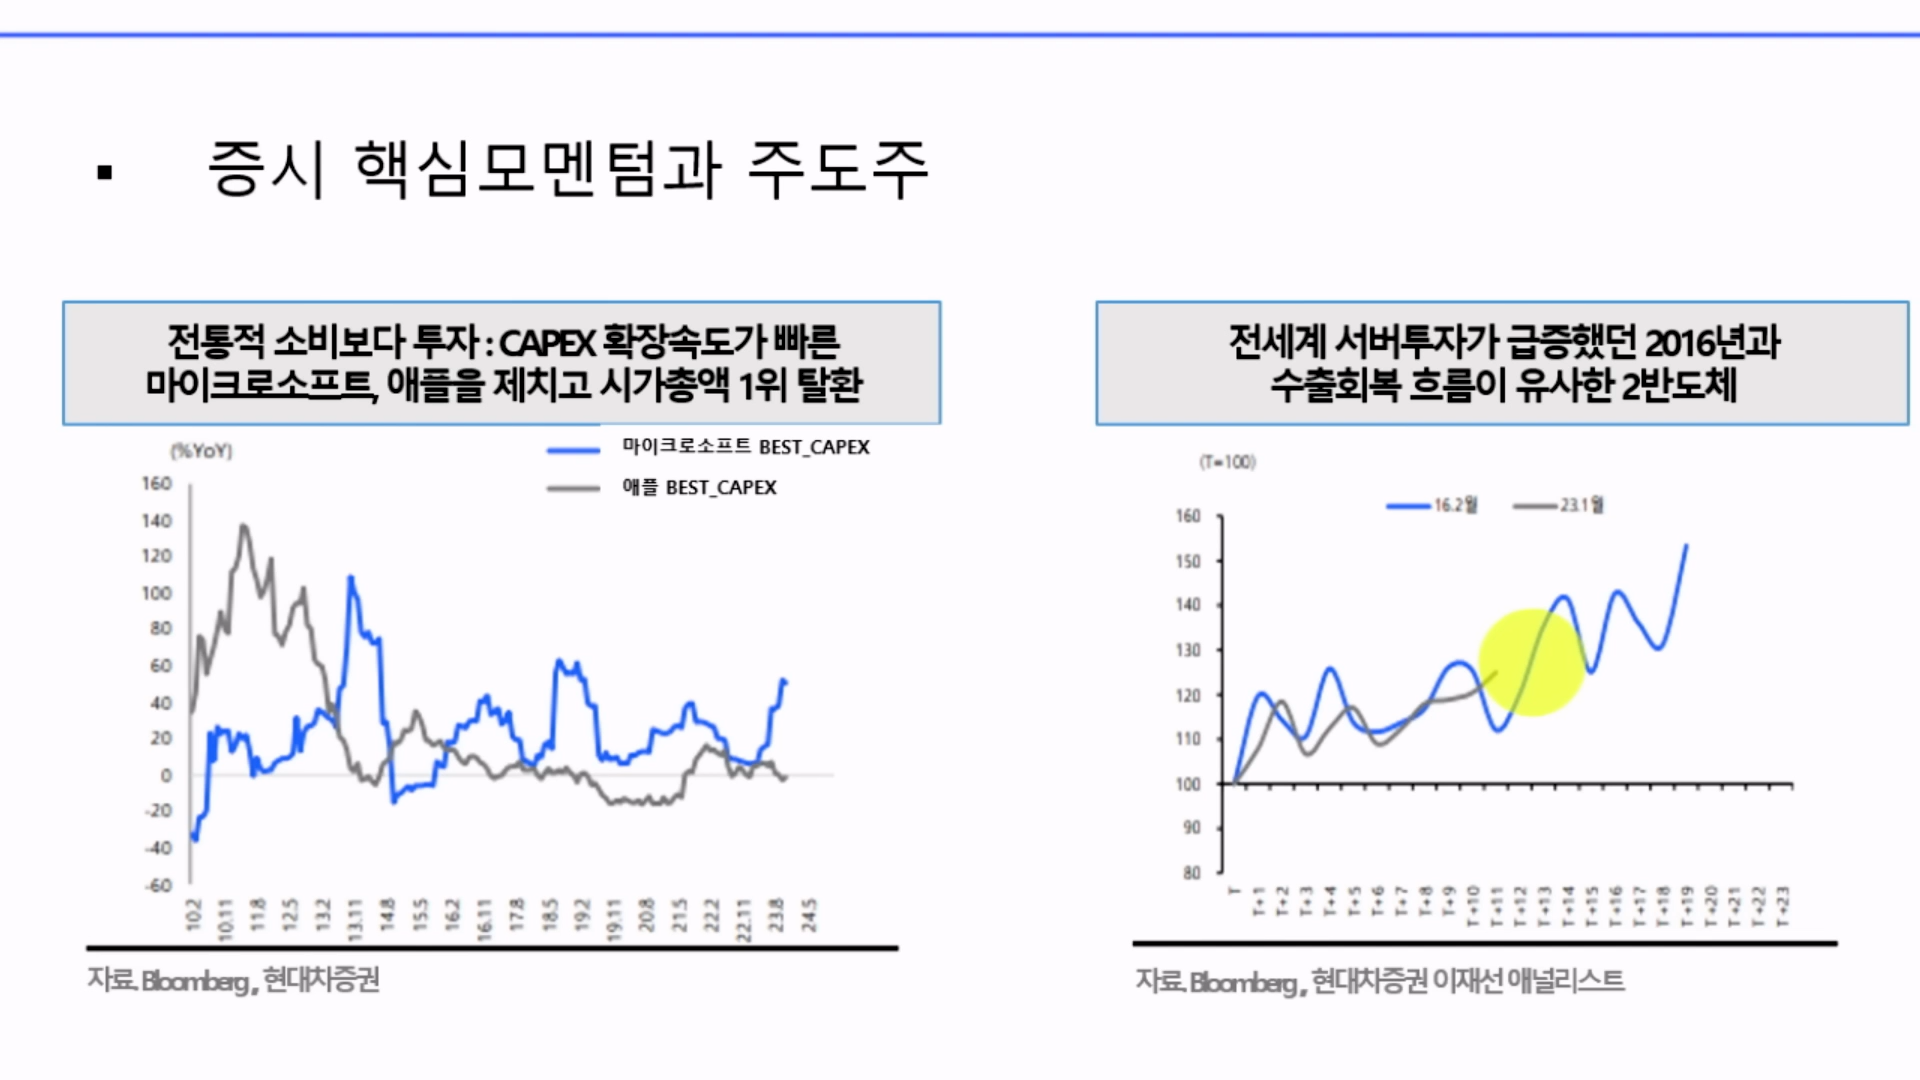 ▪ 증시 핵심모멘텀과 주도주
전통적 소비보다 투자 : CAPEX 확장속도가 빠른
마이크로소프트, 애플을 제치고 시가총액 1위 탈환
(%YoY)
마이크로소프트 BEST_CAPEX
애플 BEST_CAPEX
160
140
120
100
80
60
40
20
0
-20
-40
-60
10.2 10.11 11.8 12.5 13.2 13.11 14.8 15.5 16.2 16.11 17.8 18.5 19.2 19.11 20.8 21.5 22.2 22.11 23.8 24.5
자료. Bloomberg, 현대차증권
전세계 서버투자가 급증했던 2016년과
수출회복 흐름이 유사한 2반도체
(T=100)
16.2월 23.1월
160
150
140
130
120
110
100
90
80
T T+1 T+2 T+3 T+4 T+5 T+6 T+7 T+8 T+9 T+10 T+11 T+12 T+13 T+14 T+15 T+16 T+17 T+18 T+19 T+20 T+21 T+22 T+23
자료. Bloomberg, 현대차증권 이재선 애널리스트